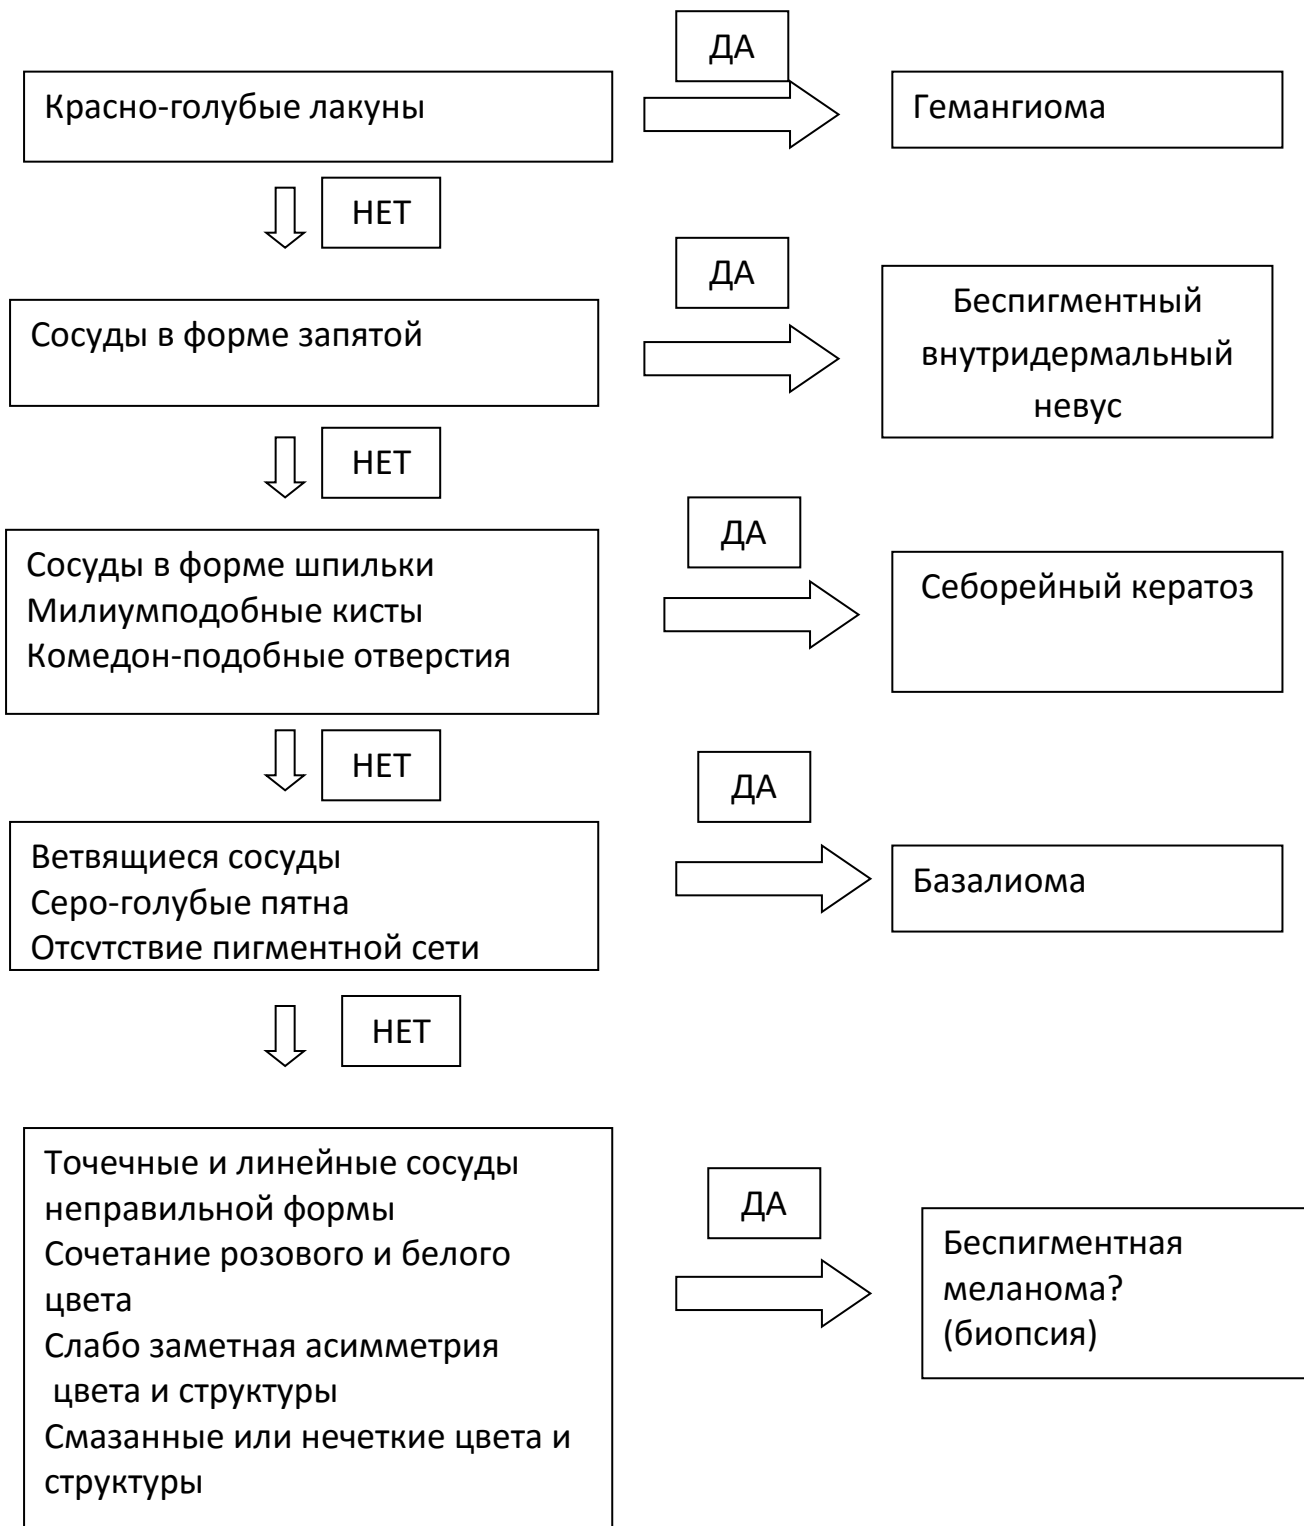 ДА
Красно-голубые лакуны
Гемангиома
НЕТ
ДА
Сосуды в форме запятой
Беспигментный
внутридермальный
невус
НЕТ
ДА
Сосуды в форме шпильки
Милиумподобные кисты
Комедон-подобные отверстия
Себорейный кератоз
НЕТ
ДА
Ветвящиеся сосуды
Серо-голубые пятна
Отсутствие пигментной сети
Базалиома
НЕТ
Точечные и линейные сосуды
неправильной формы
Сочетание розового и белого
цвета
Слабо заметная асимметрия
цвета и структуры
Смазанные или нечеткие цвета и
структуры
ДА
Беспигментная
меланома?
(биопсия)